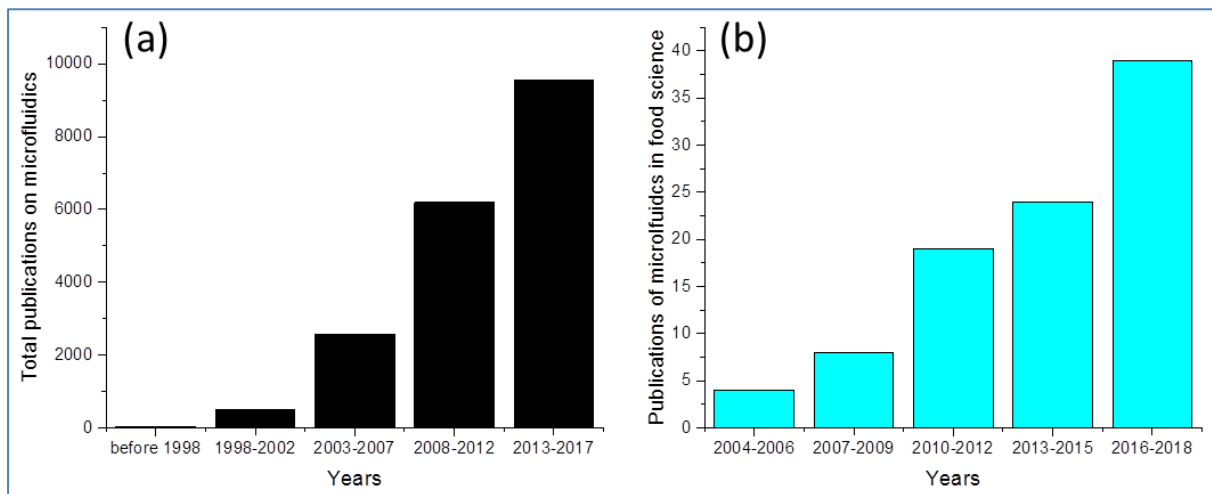 (a)
Total publications on microfluidics
10000
8000
6000
4000
2000
0
before 1998 1998-2002 2003-2007 2008-2012 2013-2017
Years
(b)
Publications of microlfuidcs in food science
40
35
30
25
20
15
10
5
0
2004-2006 2007-2009 2010-2012 2013-2015 2016-2018
Years